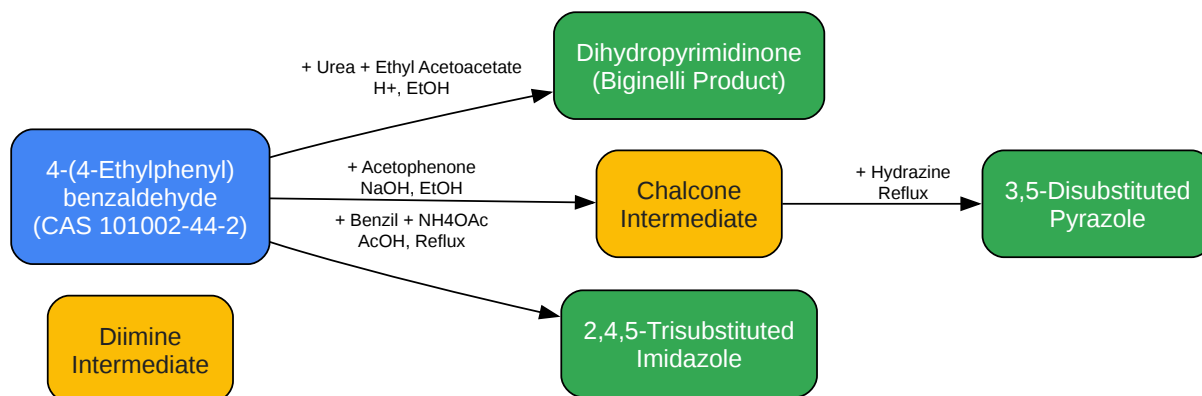 Dihydropyrimidinone
(Biginelli Product)
+ Urea + Ethyl Acetoacetate
H+, EtOH
4-(4-Ethylphenyl)
benzaldehyde
(CAS 101002-44-2)
+ Acetophenone
NaOH, EtOH
Chalcone
Intermediate
+ Hydrazine
Reflux
3,5-Disubstituted
Pyrazole
+ Benzil + NH4OAc
AcOH, Reflux
Diimine
Intermediate
2,4,5-Trisubstituted
Imidazole